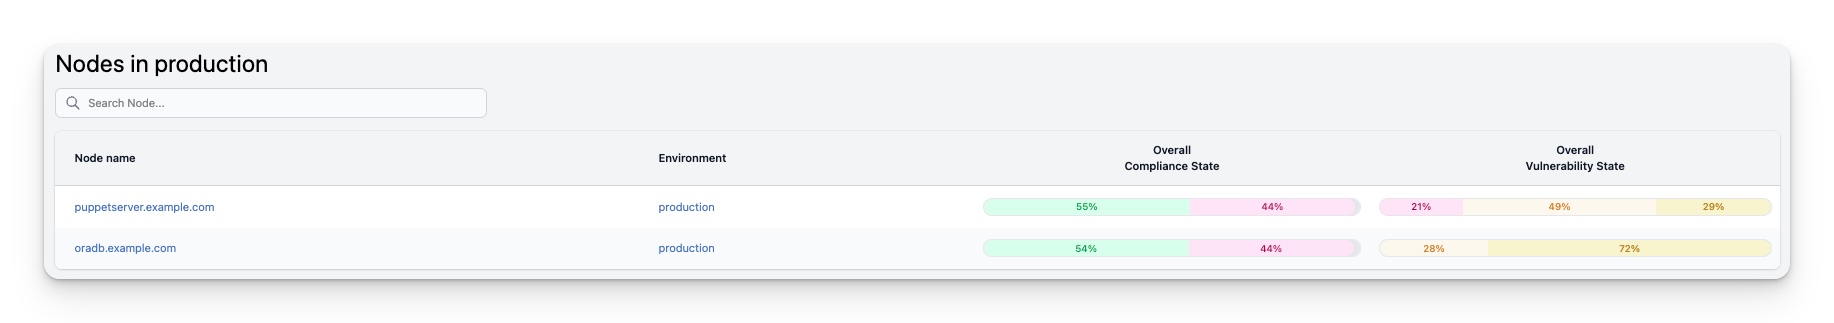 Nodes in production
Search Node...
Node name Environment Overall Compliance State Overall Vulnerability State
puppetserver.example.com production 55% 44% 21% 49% 29%
oradb.example.com production 54% 44% 28% 72%